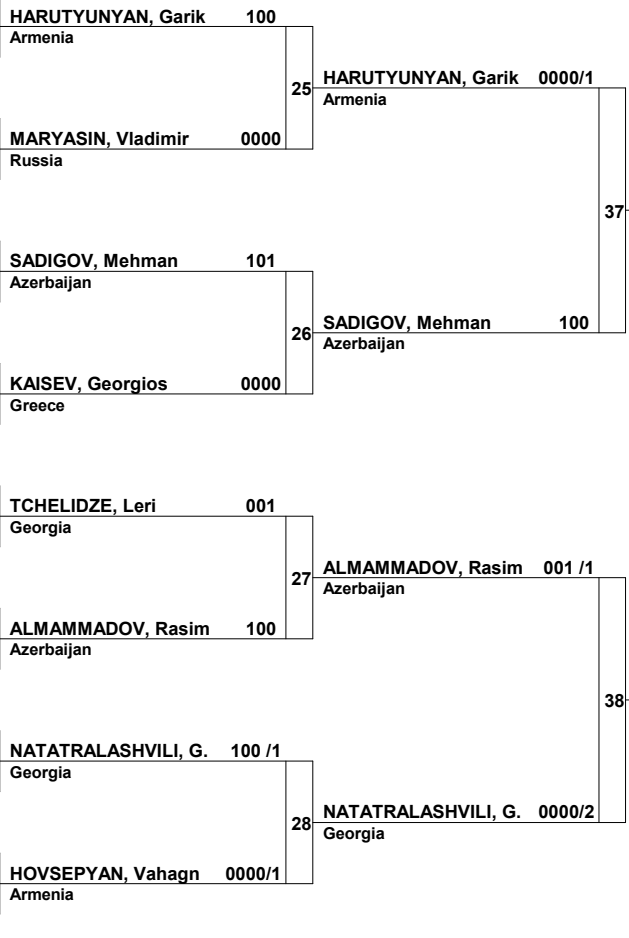 HARUTYUNYAN, Garik 100
Armenia
25
HARUTYUNYAN, Garik 0000/1
Armenia
MARYASIN, Vladimir 0000
Russia
37
SADIGOV, Mehman 101
Azerbaijan
26
SADIGOV, Mehman 100
Azerbaijan
KAISEV, Georgios 0000
Greece
TCHELIDZE, Leri 001
Georgia
27
ALMAMMADOV, Rasim 001 /1
Azerbaijan
ALMAMMADOV, Rasim 100
Azerbaijan
38
NATATRALASHVILI, G. 100 /1
Georgia
28
NATATRALASHVILI, G. 0000/2
Georgia
HOVSEPYAN, Vahagn 0000/1
Armenia